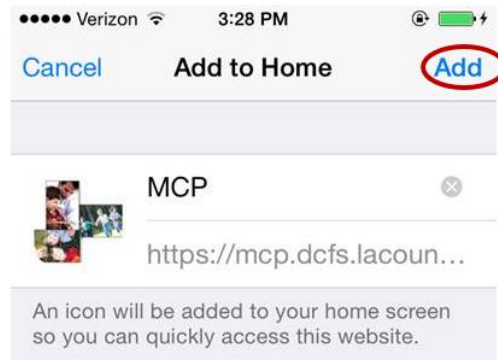 Verizon 3:28 PM
Cancel Add to Home Add
MCP
https://mcp.dcfs.lacoun...
An icon will be added to your home screen
so you can quickly access this website.